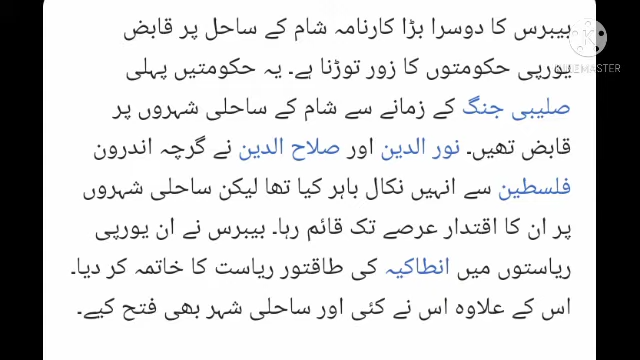 بیبرس کا دوسرا بڑا کارنامہ شام کے ساحل پر قابض
یورپی حکومتوں کا زور توڑنا ہے۔ یہ حکومتیں پہلی
صلیبی جنگ کے زمانے سے شام کے ساحلی شہروں پر
قابض تھیں۔ نور الدین اور صلاح الدین نے گرچہ اندرون
فلسطین سے انہیں نکال باہر کیا تھا لیکن ساحلی شہروں
پر ان کا اقتدار عرصے تک قائم رہا۔ بیبرس نے ان یورپی
ریاستوں میں انطاکیہ کی طاقتور ریاست کا خاتمہ کر دیا۔
اس کے علاوہ اس نے کئی اور ساحلی شہر بھی فتح کیے۔
KINEMASTER